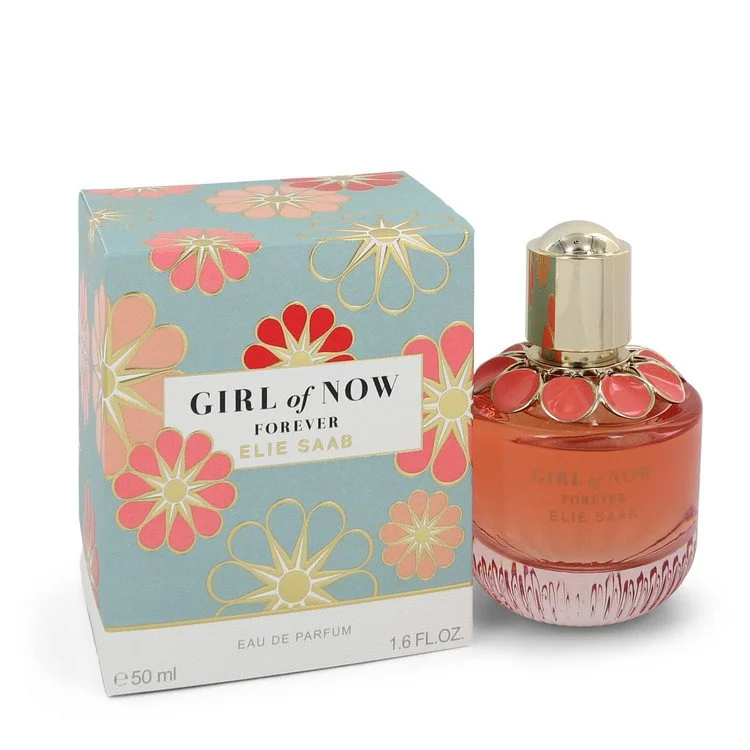 GIRL of NOW
FOREVER
ELIE SAAB
EAU DE PARFUM
1.6 FL.OZ.
℮50 ml
GIRL of NOW
FOREVER
ELIE SAAB